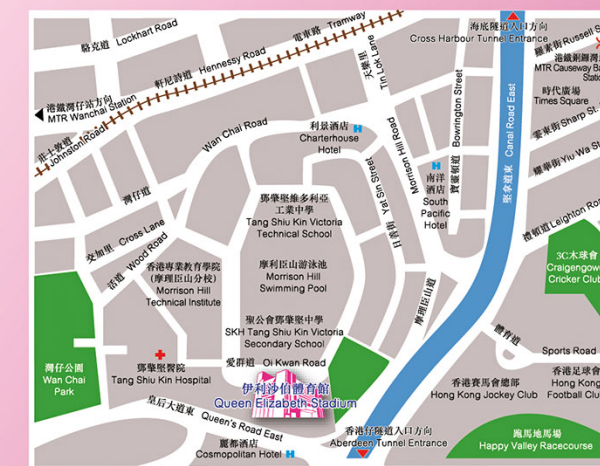 駱克道 Lockhart Road
軒尼詩道 Hennessy Road
電車路 Tramway
海底隧道入口方向
Cross Harbour Tunnel Entrance
羅素街 Russell S
港鐵銅鑼灣
MTR Causeway Ba
Statio
時代廣場
Times Square
霎東街 Sharp St.
耀華街 Yiu Wa St
港鐵灣仔站方向
MTR Wanchai Station
莊士敦道
Johnston Road
天樂里
Tin Lok Lane
Wan Chai Road
灣仔道
利景酒店 H
Charterhouse
Hotel
Morrison Hill Road
摩理臣山道
日善街 Yat Sin Street
寶靈頓道 Bowrington Street
堅拿道東 Canal Road East
H
南洋
酒店
South
Pacific
Hotel
禮頓道 Leighton Ro
交加里 Cross Lane
活道 Wood Road
鄧肇堅維多利亞
工業中學
Tang Shiu Kin Victoria
Technical School
香港專業教育學院
(摩理臣山分校)
Morrison Hill
Technical Institute
摩利臣山游泳池
Morrison Hill
Swimming Pool
3C木球會
Craigengowe
Cricker Club
聖公會鄧肇堅中學
SKH Tang Shiu Kin Victoria
Secondary School
體育道
Sports Road
灣仔公園
Wan Chai
Park
鄧肇堅醫院
Tang Shiu Kin Hospital
愛群道 Oi Kwan Road
伊利沙伯體育館
Queen Elizabeth Stadium
香港賽馬會總部
Hong Kong Jockey Club
香港足球會
Hong Kong
Football Clu
皇后大道東 Queen's Road East
麗都酒店
Cosmopolitan Hotel H
香港仔隧道入口方向
Aberdeen Tunnel Entrance
跑馬地馬場
Happy Valley Racecourse